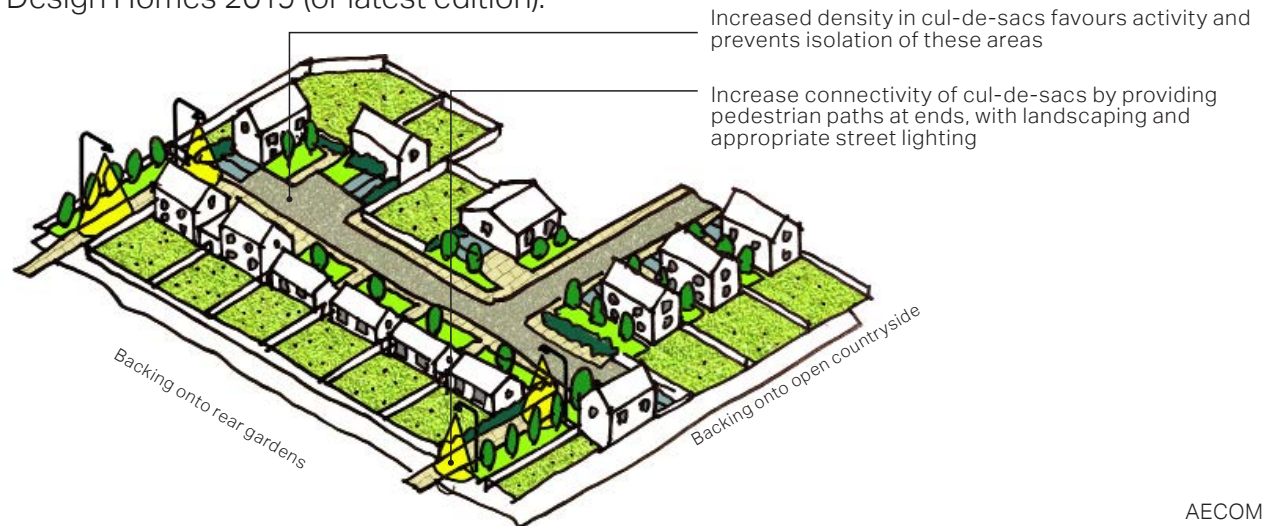 Design Homes 2019 (or latest edition).
Increased density in cul-de-sacs favours activity and
prevents isolation of these areas
Increase connectivity of cul-de-sacs by providing
pedestrian paths at ends, with landscaping and
appropriate street lighting
Backing onto rear gardens
Backing onto open countryside
AECOM